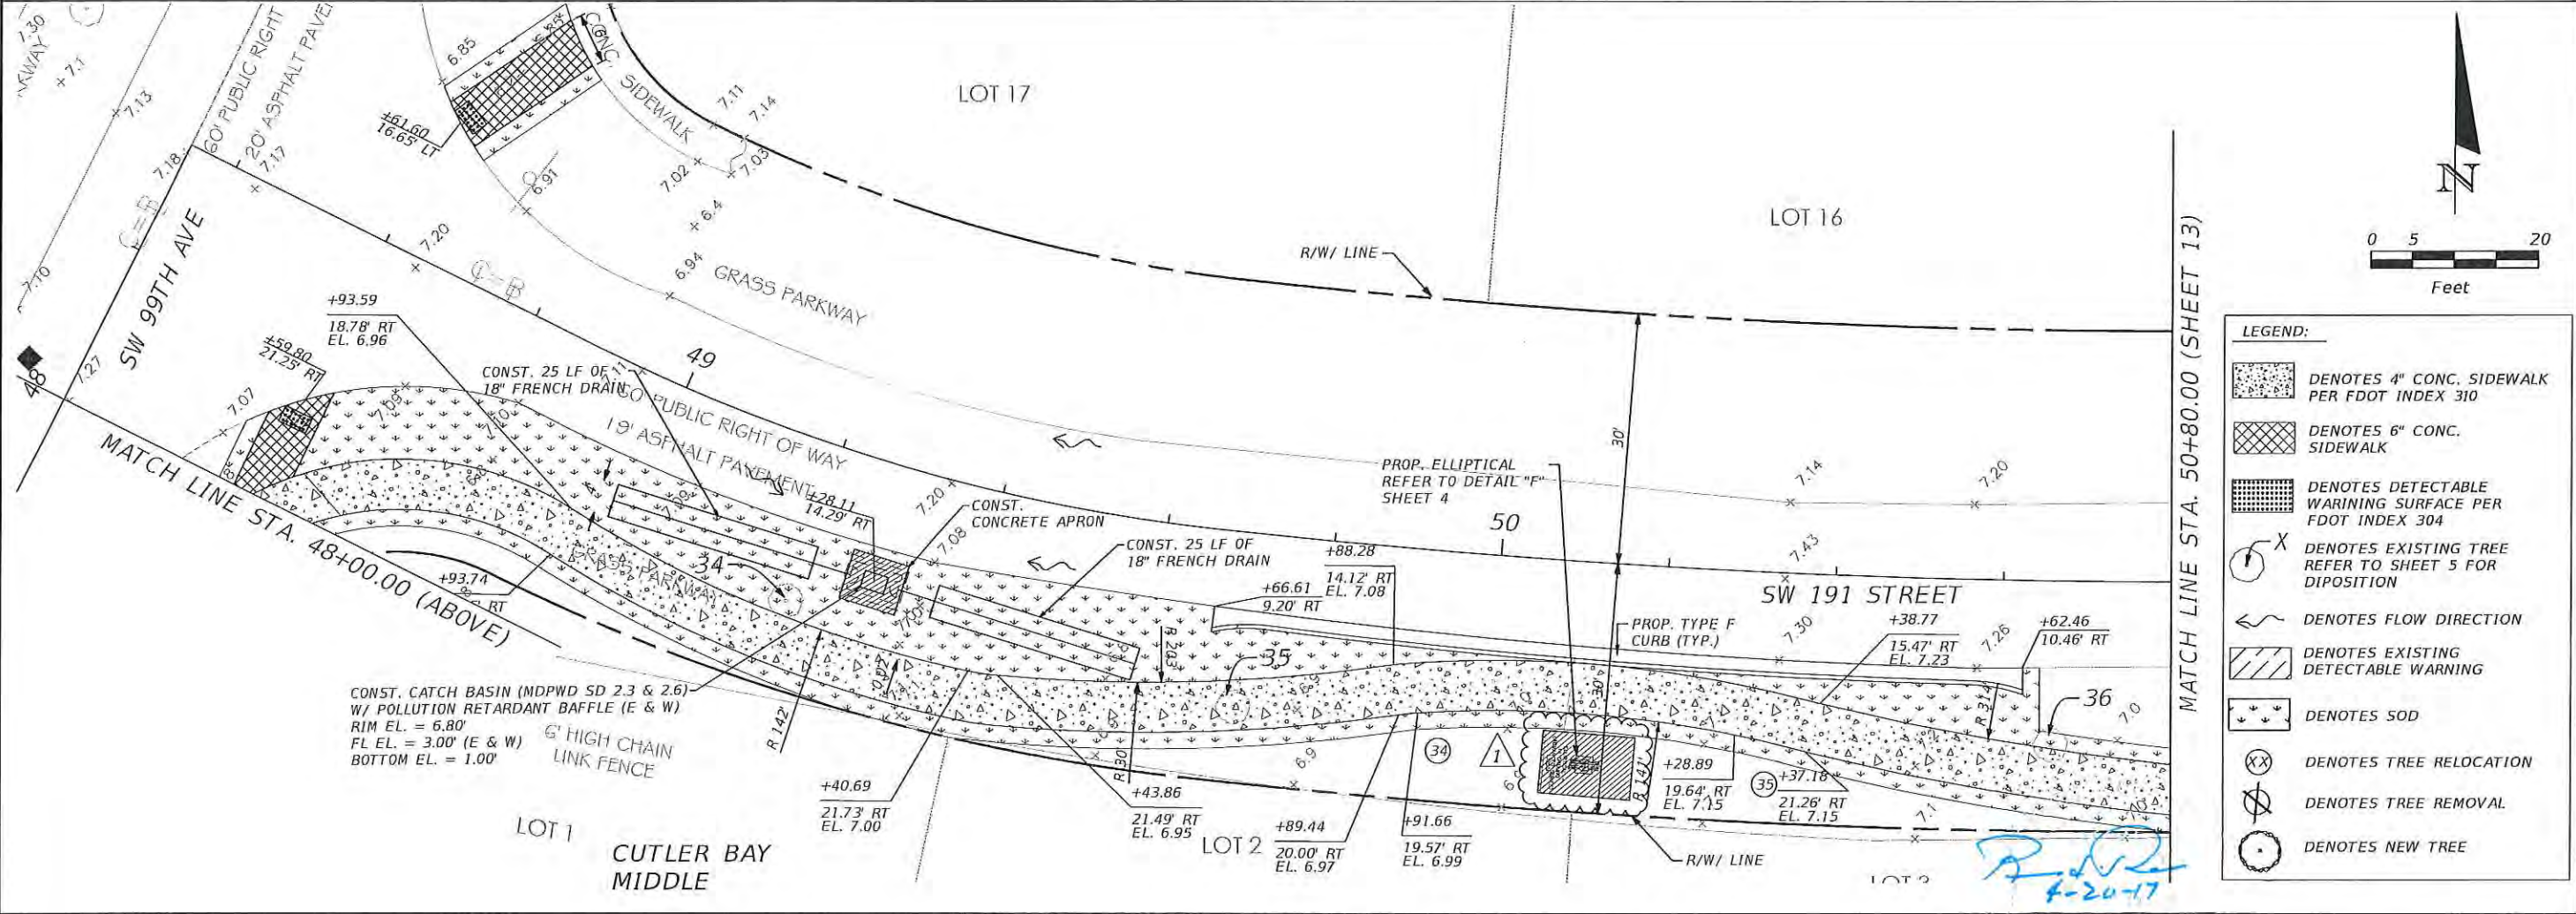 7.30
+ 7.1
7.13
7.18
7.10
60' PUBLIC RIGHT
20' ASPHALT PAVE
7.17
6.85
CONC. SIDEWALK
+61.60
16.65' LT
6.91
7.11
7.14
7.02
7.03
+ 6.4
6.94
GRASS PARKWAY
LOT 17
LOT 16
R/W/ LINE
7.20
SW 99TH AVE
48
7.27
+93.59
18.78' RT
EL. 6.96
+59.80
21.25' RT
7.07
7.09
7.10
7.11
CONST. 25 LF OF
18" FRENCH DRAIN
49
60' PUBLIC RIGHT OF WAY
19' ASPHALT PAVEMENT
+28.11
14.29' RT
7.20
7.08
CONST.
CONCRETE APRON
7.09
GRASS PARKWAY
34
MATCH LINE STA. 48+00.00 (ABOVE)
+93.74
RT
CONST. 25 LF OF
18" FRENCH DRAIN
+88.28
14.12' RT
EL. 7.08
+66.61
9.20' RT
PROP. ELLIPTICAL
REFER TO DETAIL "F"
SHEET 4
50
30'
7.14
7.20
7.43
SW 191 STREET
PROP. TYPE F
CURB (TYP.)
7.30
+38.77
15.47' RT
EL. 7.23
7.26
+62.46
10.46' RT
35
36
7.0
R 203'
R 142'
R 30'
30'
R 141'
R 314'
CONST. CATCH BASIN (MDPWD SD 2.3 & 2.6)
W/ POLLUTION RETARDANT BAFFLE (E & W)
RIM EL. = 6.80'
FL EL. = 3.00' (E & W)
BOTTOM EL. = 1.00'
6' HIGH CHAIN
LINK FENCE
+40.69
21.73' RT
EL. 7.00
+43.86
21.49' RT
EL. 6.95
6.9
34
1
+28.89
19.64' RT
EL. 7.15
35
+37.18
21.26' RT
EL. 7.15
7.1
LOT 1
CUTLER BAY
MIDDLE
LOT 2
+89.44
20.00' RT
EL. 6.97
+91.66
19.57' RT
EL. 6.99
R/W/ LINE
4-20-17
MATCH LINE STA. 50+80.00 (SHEET 13)
N
0 5 20
Feet
LEGEND:
DENOTES 4" CONC. SIDEWALK
PER FDOT INDEX 310
DENOTES 6" CONC.
SIDEWALK
DENOTES DETECTABLE
WARINING SURFACE PER
FDOT INDEX 304
X
DENOTES EXISTING TREE
REFER TO SHEET 5 FOR
DIPOSITION
DENOTES FLOW DIRECTION
DENOTES EXISTING
DETECTABLE WARNING
DENOTES SOD
XX
DENOTES TREE RELOCATION
DENOTES TREE REMOVAL
DENOTES NEW TREE